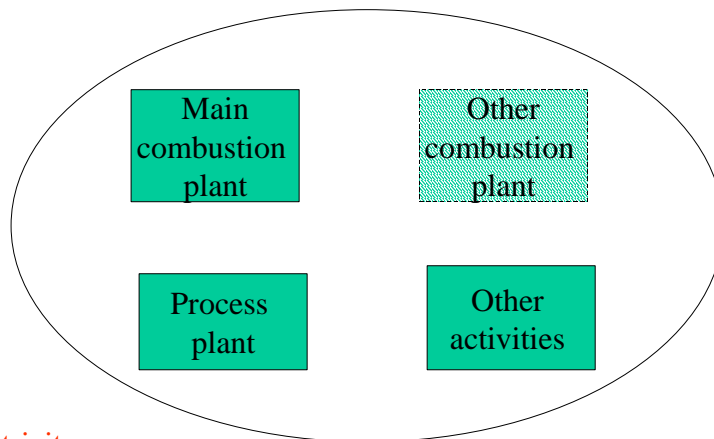 Main
combustion
plant
Other
combustion
plant
Process
plant
Other
activities